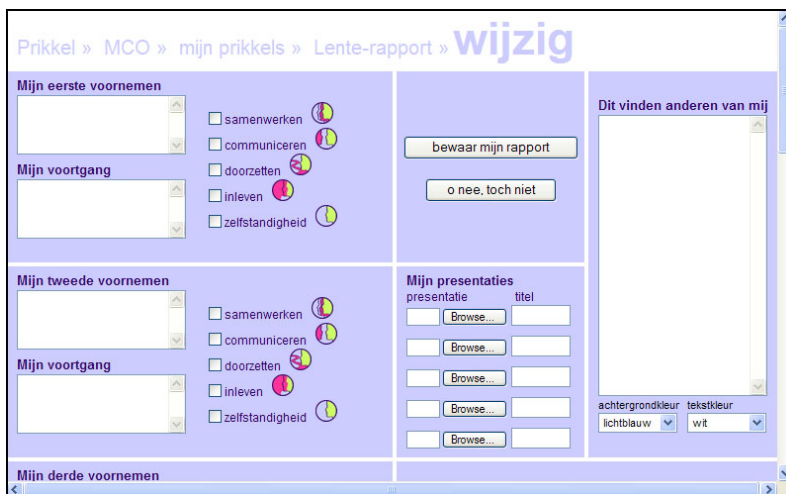 Prikkel » MCO » mijn prikkels » Lente-rapport » wijzig
Mijn eerste voornemen
samenwerken
communiceren
doorzetten
inleven
zelfstandigheid
Mijn voortgang
bewaar mijn rapport
o nee, toch niet
Dit vinden anderen van mij
Mijn tweede voornemen
samenwerken
communiceren
doorzetten
inleven
zelfstandigheid
Mijn voortgang
Mijn presentaties
presentatie titel
Browse...
Browse...
Browse...
Browse...
Browse...
achtergrondkleur tekstkleur
lichtblauw wit
Mijn derde voornemen